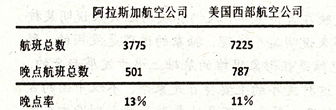 阿拉斯加航空公司 美国西部航空公司
航班总数 3775 7225
晚点航班总数 501 787
晚点率 13% 11%